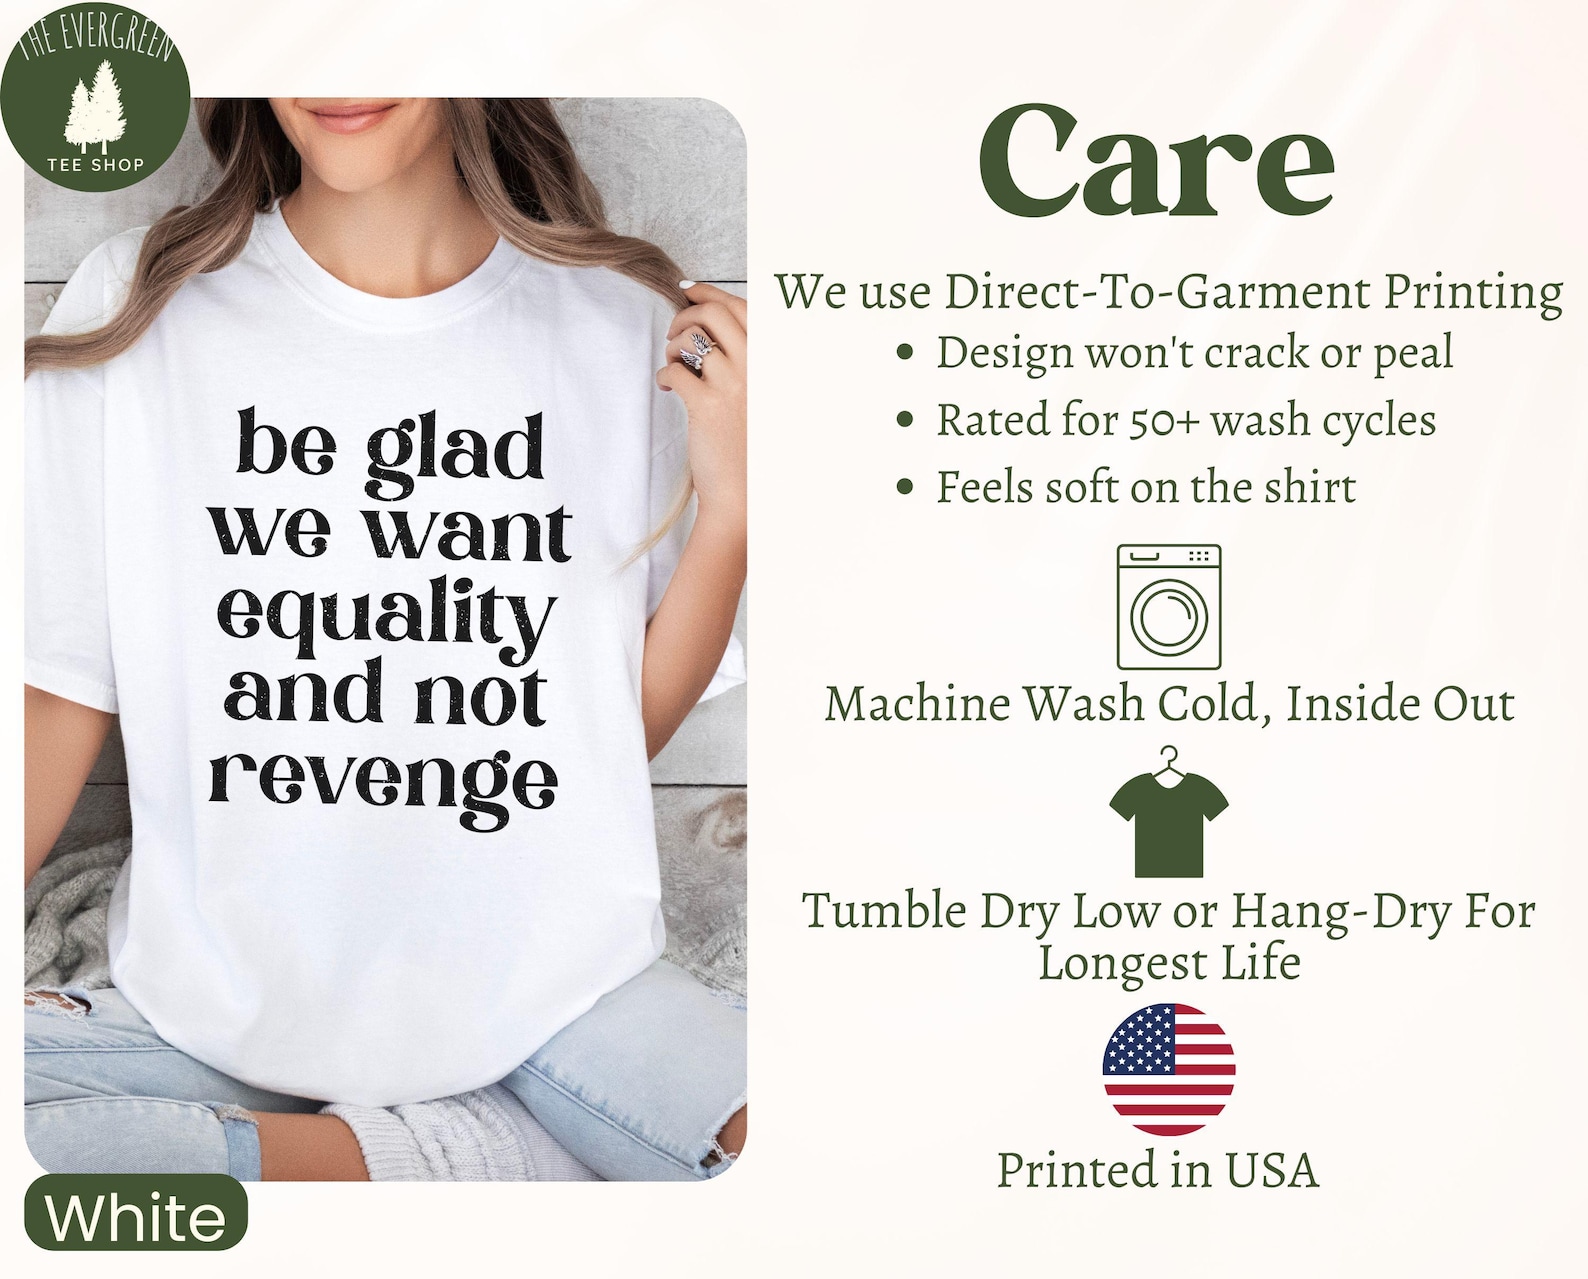 THE EVERGREEN
TEE SHOP
be glad
we want
equality
and not
revenge
White
Care
We use Direct-To-Garment Printing
• Design won't crack or peal
• Rated for 50+ wash cycles
• Feels soft on the shirt
Machine Wash Cold, Inside Out
Tumble Dry Low or Hang-Dry For
Longest Life
Printed in USA